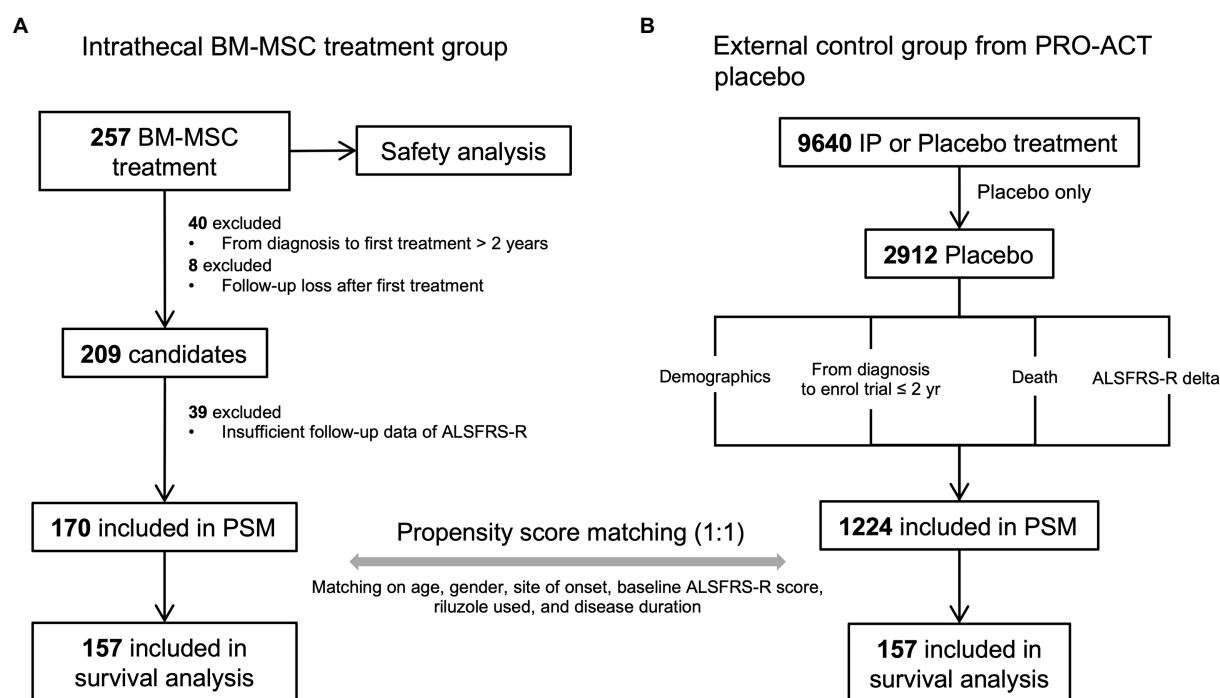 A
Intrathecal BM-MSC treatment group
257 BM-MSC
treatment
Safety analysis
40 excluded
• From diagnosis to first treatment > 2 years
8 excluded
• Follow-up loss after first treatment
209 candidates
39 excluded
• Insufficient follow-up data of ALSFRS-R
170 included in PSM
157 included in
survival analysis
Propensity score matching (1:1)
Matching on age, gender, site of onset, baseline ALSFRS-R score,
riluzole used, and disease duration
B
External control group from PRO-ACT
placebo
9640 IP or Placebo treatment
Placebo only
2912 Placebo
Demographics
From diagnosis
to enrol trial ≤ 2 yr
Death
ALSFRS-R delta
1224 included in PSM
157 included in
survival analysis